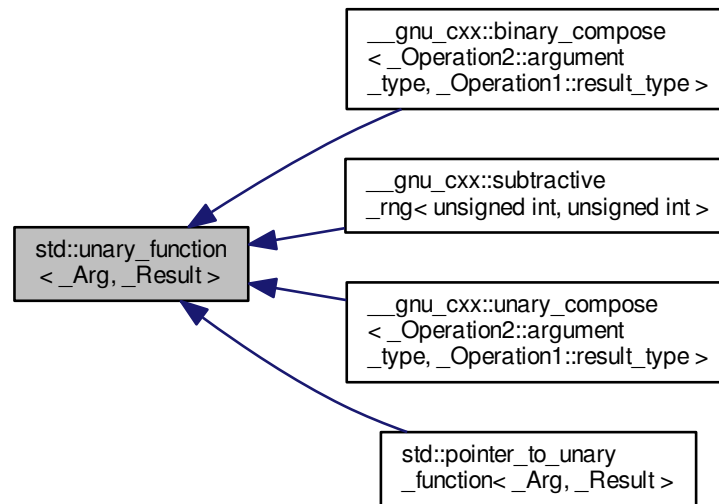 __gnu_cxx::binary_compose
< _Operation2::argument
_type, _Operation1::result_type >
__gnu_cxx::subtractive
_rng< unsigned int, unsigned int >
std::unary_function
< _Arg, _Result >
__gnu_cxx::unary_compose
< _Operation2::argument
_type, _Operation1::result_type >
std::pointer_to_unary
_function< _Arg, _Result >